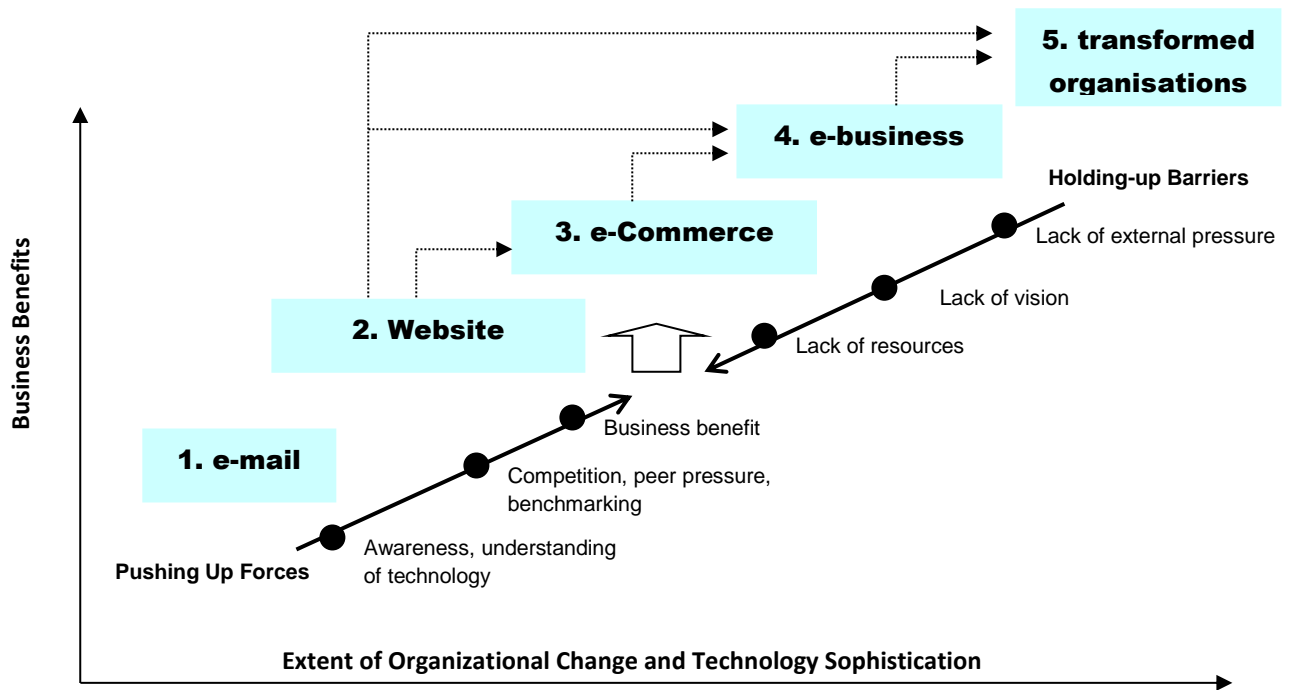 5. transformed
organisations
4. e-business
Holding-up Barriers
3. e-Commerce
Lack of external pressure
Lack of vision
2. Website
Lack of resources
Business benefit
1. e-mail
Competition, peer pressure,
benchmarking
Awareness, understanding
of technology
Pushing Up Forces
Business Benefits
Extent of Organizational Change and Technology Sophistication